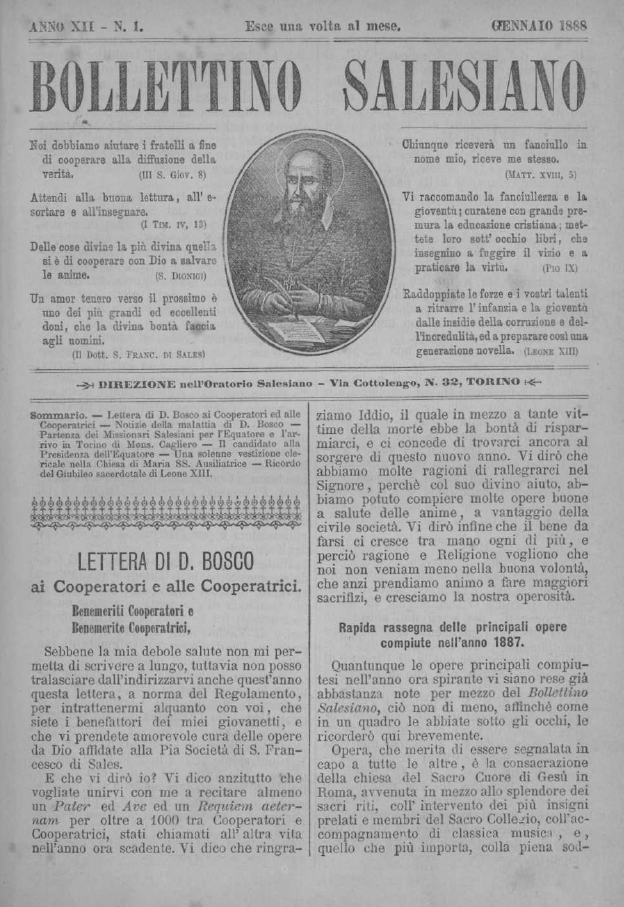 ANNO XII - N. 1.
Esce una volta al mese.
GENNAIO 1888
BOLLETTINO SALESIANO
Noi dobbiamo aiutare i fratelli a fine
di cooperare alla diffusione della
verità. (III S. GIOV. 8)
Attendi alla buona lettura, all' e-
sortare e all'insegnare.
(I TIM. IV, 13)
Delle cose divine la più divina quella
si è di cooperare con Dio a salvare
le anime. (S. DIONIGI)
Un amor tenero verso il prossimo è
uno dei più grandi ed eccellenti
doni, che la divina bontà faccia
agli uomini.
(Il Dott. S. FRANC. DI SALES)
Chiunque riceverà un fanciullo in
nome mio, riceve me stesso.
(MATT. XVIII, 5)
Vi raccomando la fanciullezza e la
gioventù; curatene con grande pre-
mura la educazione cristiana; met-
tete loro sott' occhio libri, che
insegnino a fuggire il vizio e a
praticare la virtù. (PIO IX)
Raddoppiate le forze e i vostri talenti
a ritrarre l' infanzia e la gioventù
dalle insidie della corruzione e del-
l'incredulità, ed a preparare così una
generazione novella. (LEONE XIII)
DIREZIONE nell'Oratorio Salesiano – Via Cottolengo, N. 32, TORINO
Sommario. — Lettera di D. Bosco ai Cooperatori ed alle
Cooperatrici — Notizie della malattia di D. Bosco —
Partenza dei Missionari Salesiani per l'Equatore e l'ar-
rivo in Torino di Mons. Cagliero — Il candidato alla
Presidenza dell'Equatore — Una solenne vestizione cle-
ricale nella Chiesa di Maria SS. Ausiliatrice — Ricordo
del Giubileo sacerdotale di Leone XIII.
LETTERA DI D. BOSCO
ai Cooperatori e alle Cooperatrici.
Benemeriti Cooperatori e
Benemerite Cooperatrici,
Sebbene la mia debole salute non mi per-
metta di scrivere a lungo, tuttavia non posso
tralasciare dall'indirizzarvi anche quest'anno
questa lettera, a norma del Regolamento,
per intrattenermi alquanto con voi, che
siete i benefattori dei miei giovanetti, e
che vi prendete amorevole cura delle opere
da Dio affidate alla Pia Società di S. Fran-
cesco di Sales.
E che vi dirò io? Vi dico anzitutto che
vogliate unirvi con me a recitare almeno
un Pater ed Ave ed un Requiem aeter-
nam per oltre a 1000 tra Cooperatori e
Cooperatrici, stati chiamati all' altra vita
nell'anno ora scadente. Vi dico che ringra-
ziamo Iddio, il quale in mezzo a tante vit-
time della morte ebbe la bontà di rispar-
miarci, e ci concede di trovarci ancora al
sorgere di questo nuovo anno. Vi dirò che
abbiamo molte ragioni di rallegrarci nel
Signore, perchè col suo divino aiuto, ab-
biamo potuto compiere molte opere buone
a salute delle anime, a vantaggio della
civile società. Vi dirò infine che il bene da
farsi ci cresce tra mano ogni di più, e
perciò ragione e Religione vogliono che
noi non veniam meno nella buona volontà,
che anzi prendiamo animo a fare maggiori
sacrifizi, e cresciamo la nostra operosità.
Rapida rassegna delle principali opere
compiute nell'anno 1887.
Quantunque le opere principali compiu-
tesi nell'anno ora spirante vi siano rese già
abbastanza note per mezzo del Bollettino
Salesiano, ciò non di meno, affinchè come
in un quadro le abbiate sotto gli occhi, le
ricorderò qui brevemente.
Opera, che merita di essere segnalata in
capo a tutte le altre, è la consacrazione
della chiesa del Sacro Cuore di Gesù in
Roma, avvenuta in mezzo allo splendore dei
sacri riti, coll' intervento dei più insigni
prelati e membri del Sacro Collegio, coll'ac-
compagnamento di classica musica, e,
quello che più importa, colla piena sod-